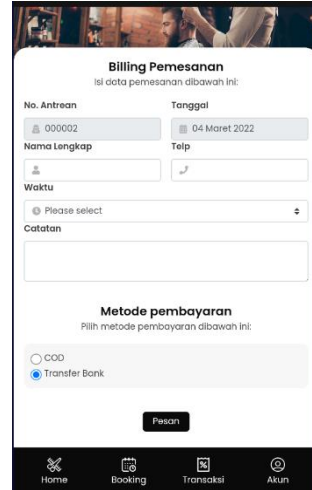 Billing Pemesanan
Isi data pemesanan dibawah ini:
No. Antrean Tanggal
000002 04 Maret 2022
Nama Lengkap Telp
Waktu
Please select
Catatan
Metode pembayaran
Pilih metode pembayaran dibawah ini:
COD
Transfer Bank
Pesan
Home Booking Transaksi Akun